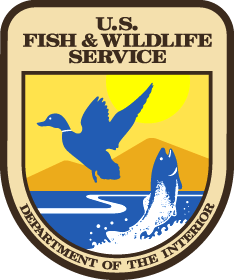 U.S.
FISH & WILDLIFE
SERVICE
DEPARTMENT OF THE INTERIOR